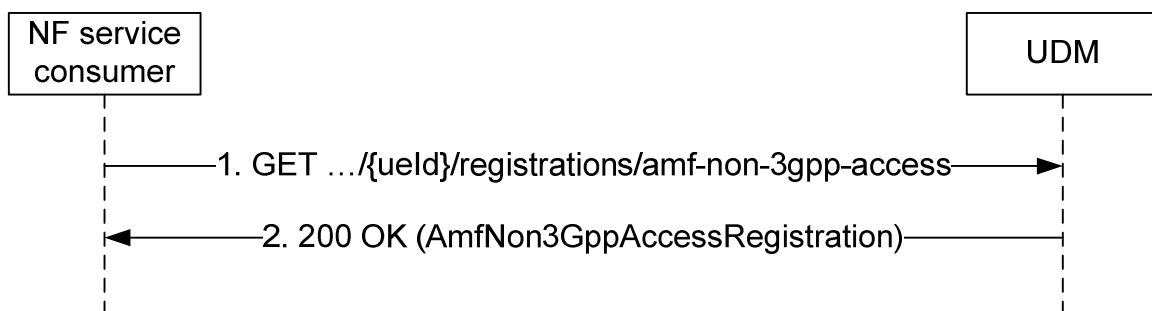 NF service
consumer
UDM
1. GET …/{ueId}/registrations/amf-non-3gpp-access
2. 200 OK (AmfNon3GppAccessRegistration)